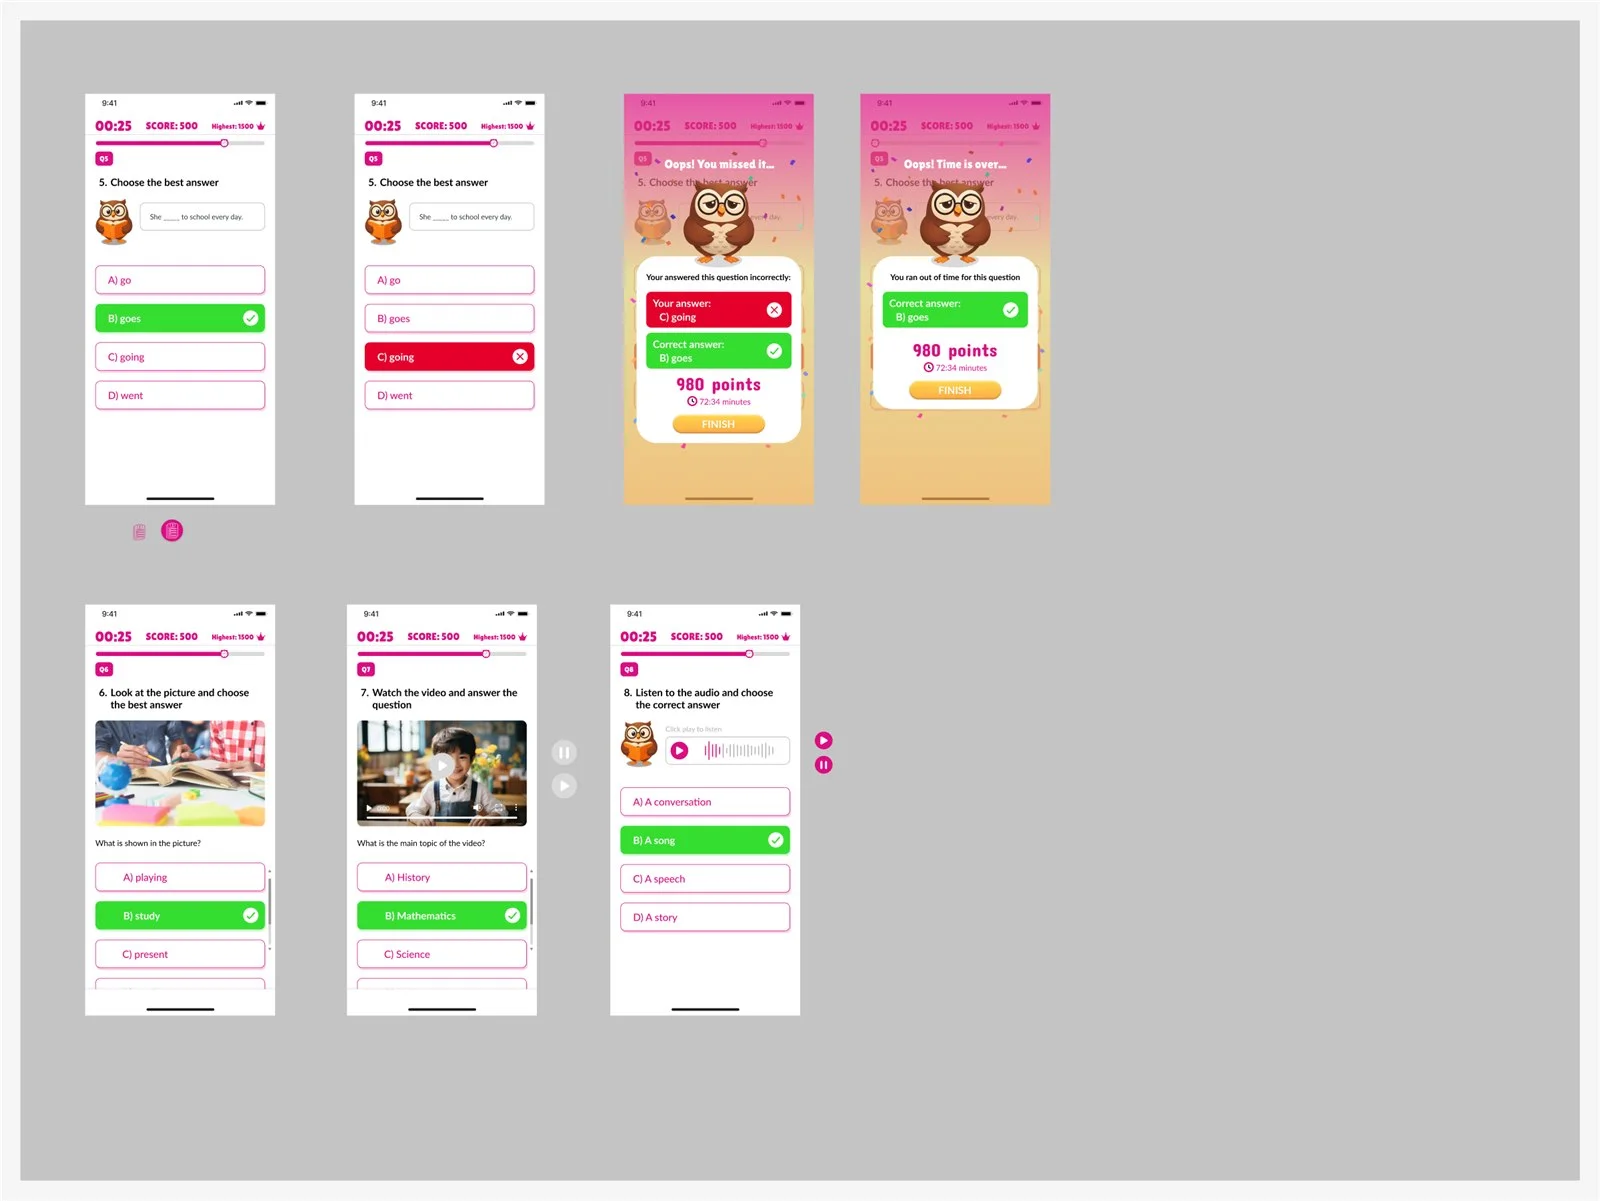 9:41
00:25 SCORE: 500 Highest: 1500
Q5
5. Choose the best answer
She ____ to school every day.
A) go
B) goes
C) going
D) went
9:41
00:25 SCORE: 500 Highest: 1500
Q5
5. Choose the best answer
She ____ to school every day.
A) go
B) goes
C) going
D) went
9:41
00:25 SCORE: 500 Highest: 1500
Q5
Oops! You missed it...
5. Choose the best answer
every day.
Your answered this question incorrectly:
Your answer:
C) going
Correct answer:
B) goes
980 points
72:34 minutes
FINISH
9:41
00:25 SCORE: 500 Highest: 1500
Q5
Oops! Time is over...
5. Choose the best answer
every day.
You ran out of time for this question
Correct answer:
B) goes
980 points
72:34 minutes
FINISH
9:41
00:25 SCORE: 500 Highest: 1500
Q6
6. Look at the picture and choose
the best answer
What is shown in the picture?
A) playing
B) study
C) present
9:41
00:25 SCORE: 500 Highest: 1500
Q7
7. Watch the video and answer the
question
0:00
What is the main topic of the video?
A) History
B) Mathematics
C) Science
9:41
00:25 SCORE: 500 Highest: 1500
Q8
8. Listen to the audio and choose
the correct answer
Click play to listen
A) A conversation
B) A song
C) A speech
D) A story